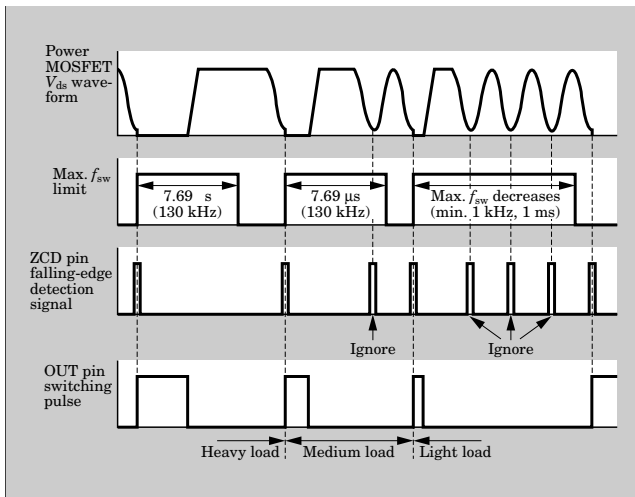 Power
MOSFET
Vds wave-
form
Max. fsw
limit
7.69 s
(130 kHz)
7.69 µs
(130 kHz)
Max. fsw decreases
(min. 1 kHz, 1 ms)
ZCD pin
falling-edge
detection
signal
Ignore
Ignore
OUT pin
switching
pulse
Heavy load
Medium load
Light load